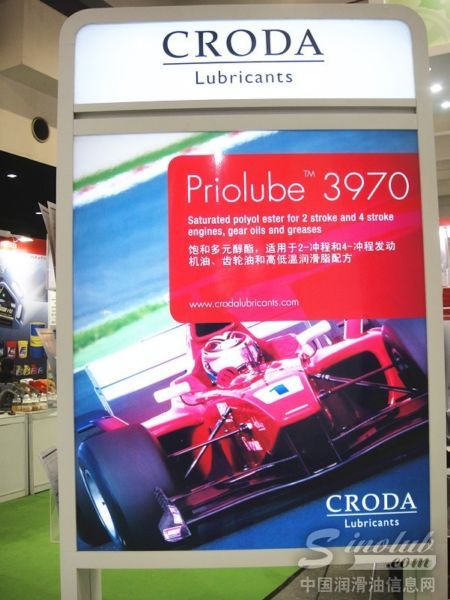 CRODA
Lubricants
Priolube™ 3970
Saturated polyol ester for 2 stroke and 4 stroke
engines, gear oils and greases
饱和多元醇酯，适用于2-冲程和4-冲程发动
机油、齿轮油和高低温润滑脂配方
www.crodalubricants.com
1
CRODA
Lubricants
Sinolub
.com
中国润滑油信息网